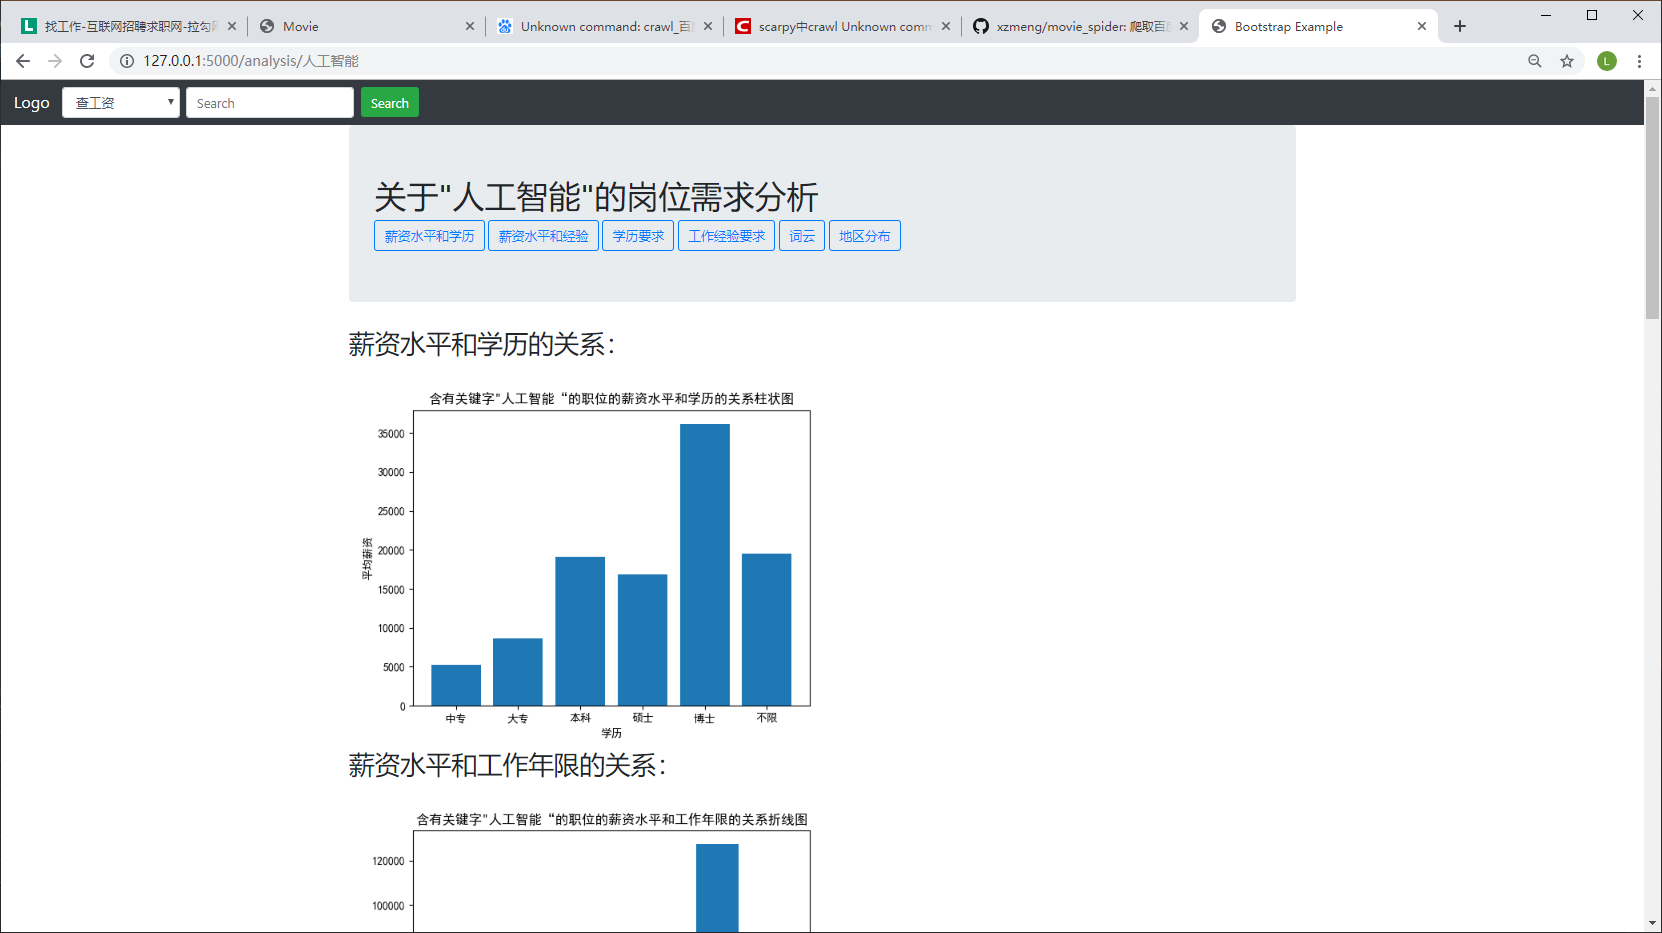 找工作-互联网招聘求职网-拉勾网
Movie
Unknown command: crawl_百度
scarpy中crawl Unknown comm
xzmeng/movie_spider: 爬取百度
Bootstrap Example
127.0.0.1:5000/analysis/人工智能
L
Logo
查工资
Search
Search
关于"人工智能"的岗位需求分析
薪资水平和学历
薪资水平和经验
学历要求
工作经验要求
词云
地区分布
薪资水平和学历的关系：
含有关键字"人工智能“的职位的薪资水平和学历的关系柱状图
35000
30000
25000
20000
15000
10000
5000
0
平均薪资
中专 大专 本科 硕士 博士 不限
学历
薪资水平和工作年限的关系：
含有关键字"人工智能“的职位的薪资水平和工作年限的关系折线图
120000
100000